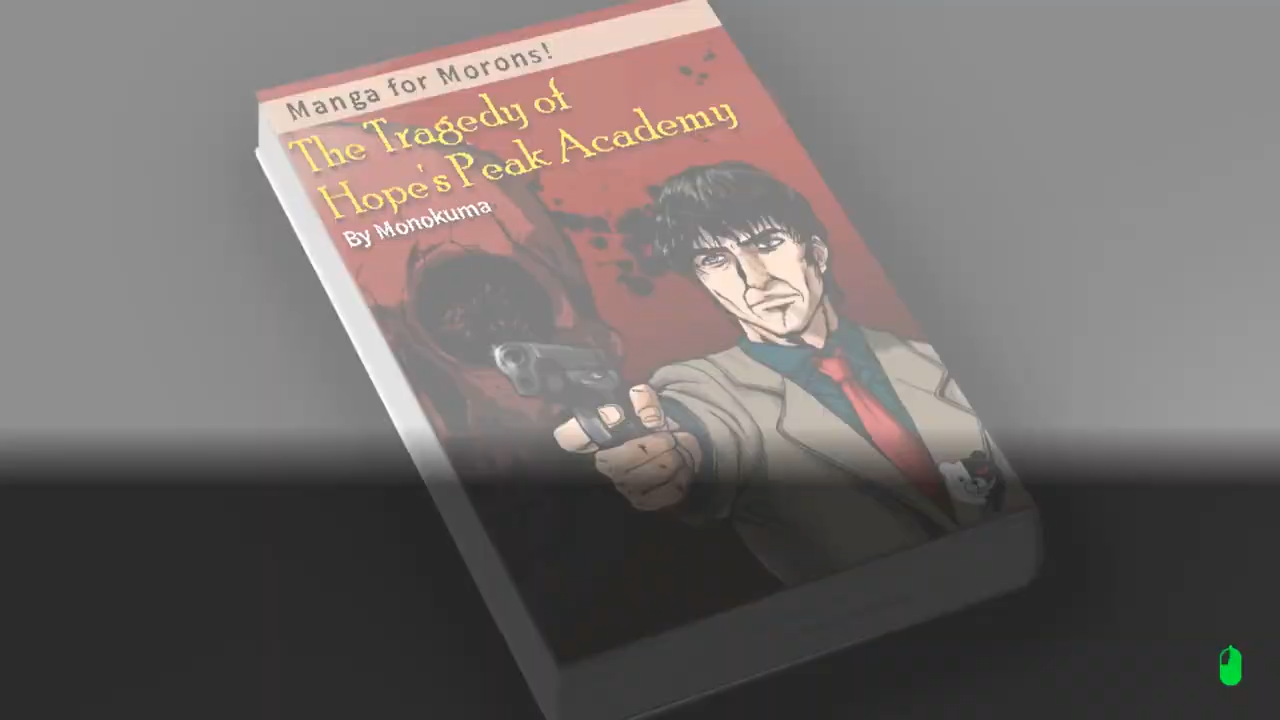 Manga for Morons!
The Tragedy of
Hope's Peak Academy
By Monokuma